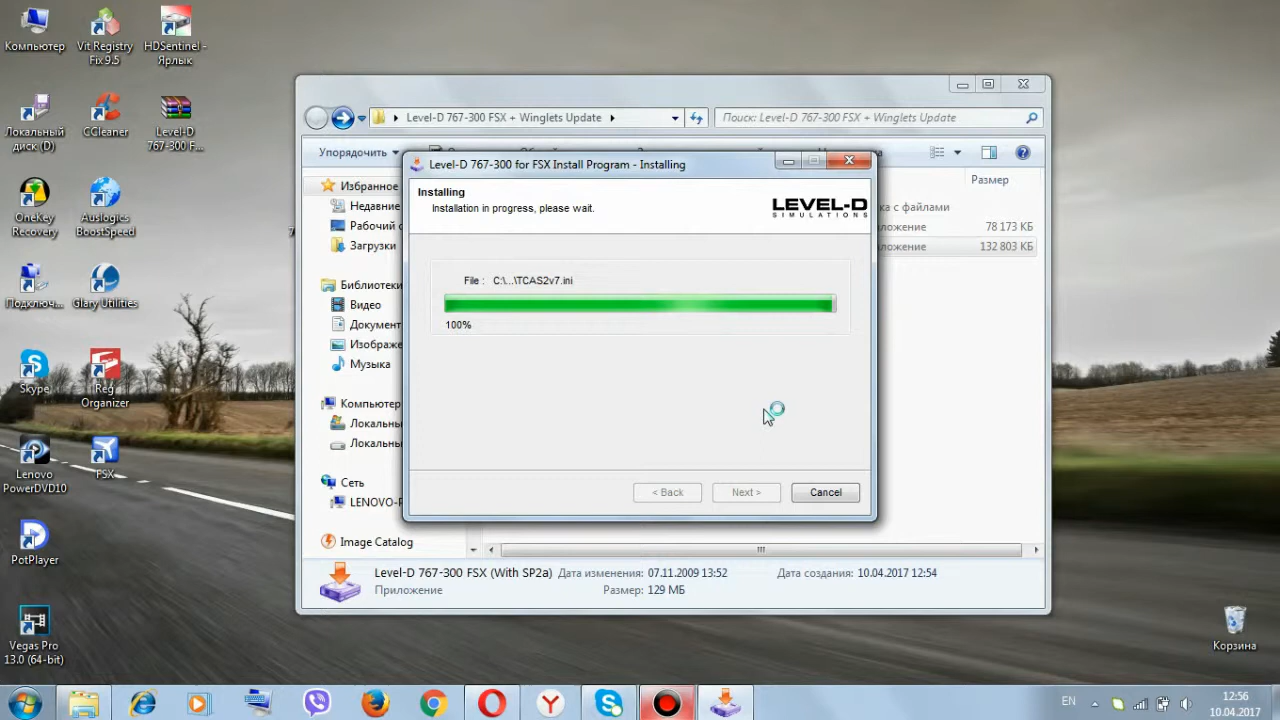 Компьютер
Vit Registry
Fix 9.5
HDSentinel -
Ярлык
Локальный
диск (D)
CCleaner
Level-D
767-300 F...
OneKey
Recovery
Auslogics
BoostSpeed
Подключ...
Glary Utilities
Skype
Reg
Organizer
Lenovo
PowerDVD10
FSX
PotPlayer
Vegas Pro
13.0 (64-bit)
Корзина
Level-D 767-300 FSX + Winglets Update
Поиск: Level-D 767-300 FSX + Winglets Update
Упорядочить
Размер
Избранное
Недавние
Рабочий с
Загрузки
Библиотеки
Видео
Документ
Изображе
Музыка
Компьютер
Локальны
Локальны
Сеть
LENOVO-P
Image Catalog
ка с файлами
ложение
78 173 КБ
ложение
132 803 КБ
Level-D 767-300 for FSX Install Program - Installing
Installing
Installation in progress, please wait.
LEVEL-D
SIMULATIONS
File : C:\...\TCAS2v7.ini
100%
< Back
Next >
Cancel
Level-D 767-300 FSX (With SP2a)
Дата изменения: 07.11.2009 13:52
Дата создания: 10.04.2017 12:54
Приложение
Размер: 129 МБ
EN
12:56
10.04.2017